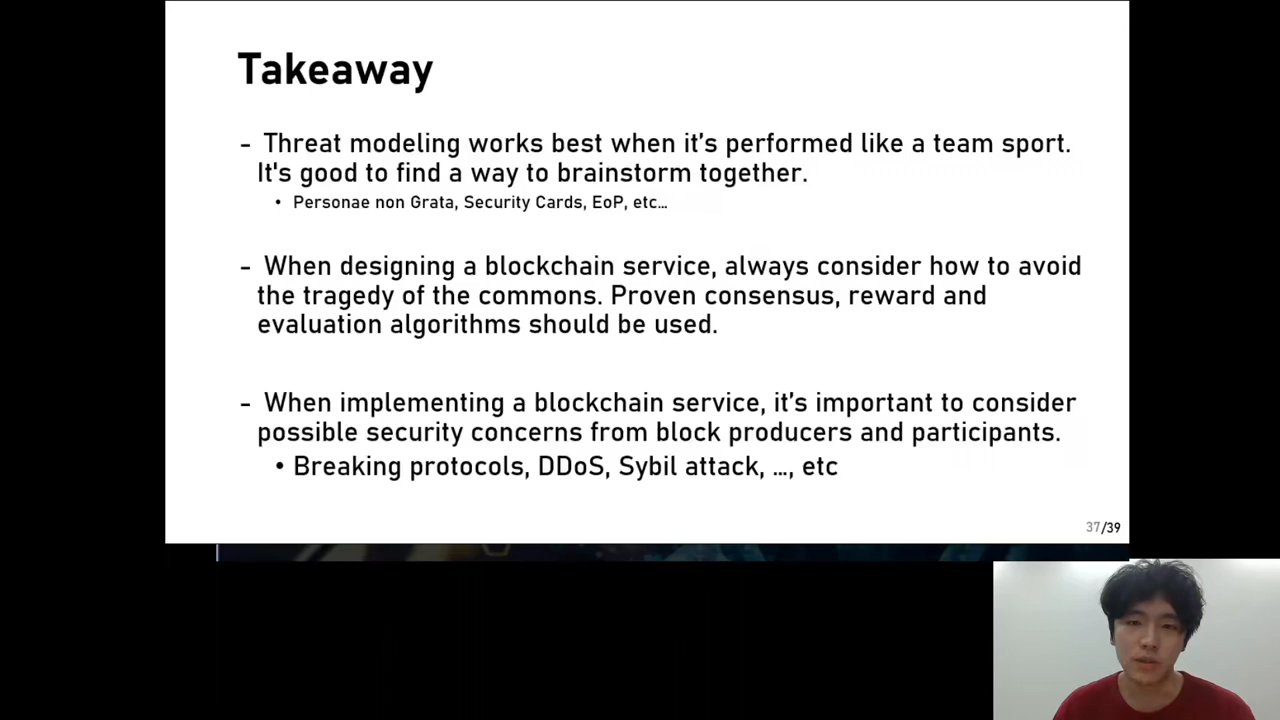 Takeaway
- Threat modeling works best when it’s performed like a team sport.
It's good to find a way to brainstorm together.
• Personae non Grata, Security Cards, EoP, etc…
- When designing a blockchain service, always consider how to avoid
the tragedy of the commons. Proven consensus, reward and
evaluation algorithms should be used.
- When implementing a blockchain service, it’s important to consider
possible security concerns from block producers and participants.
• Breaking protocols, DDoS, Sybil attack, …, etc
37/39